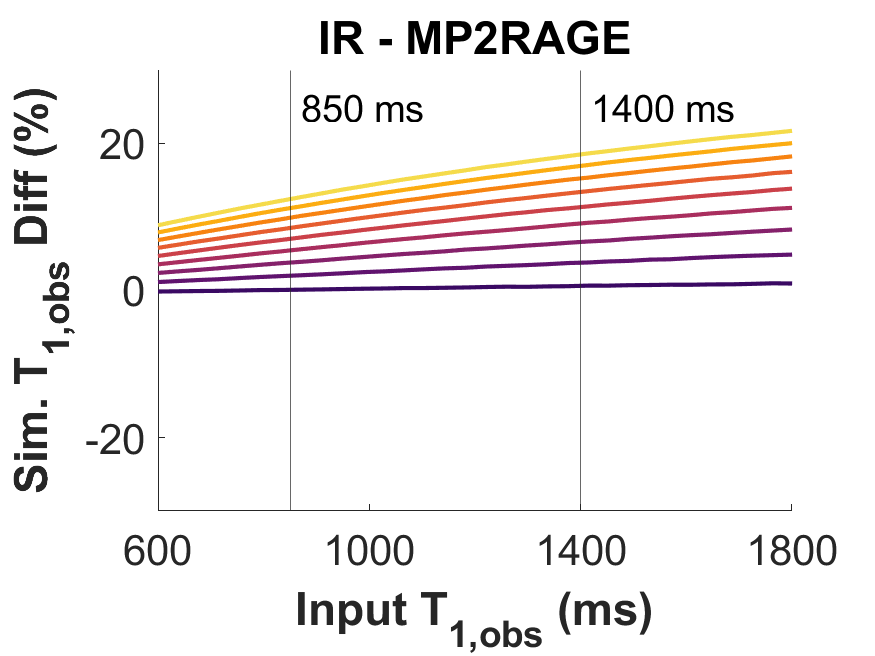 IR - MP2RAGE
850 ms
1400 ms
Sim. T1,obs Diff (%)
20
0
-20
600
1000
1400
1800
Input T1,obs (ms)